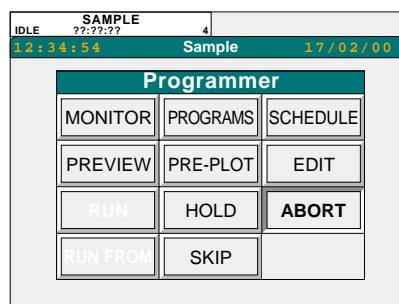 SAMPLE
IDLE ??:??:?? 4
12:34:54 Sample 17/02/00
Programmer
MONITOR PROGRAMS SCHEDULE
PREVIEW PRE-PLOT EDIT
RUN HOLD ABORT
RUN FROM SKIP